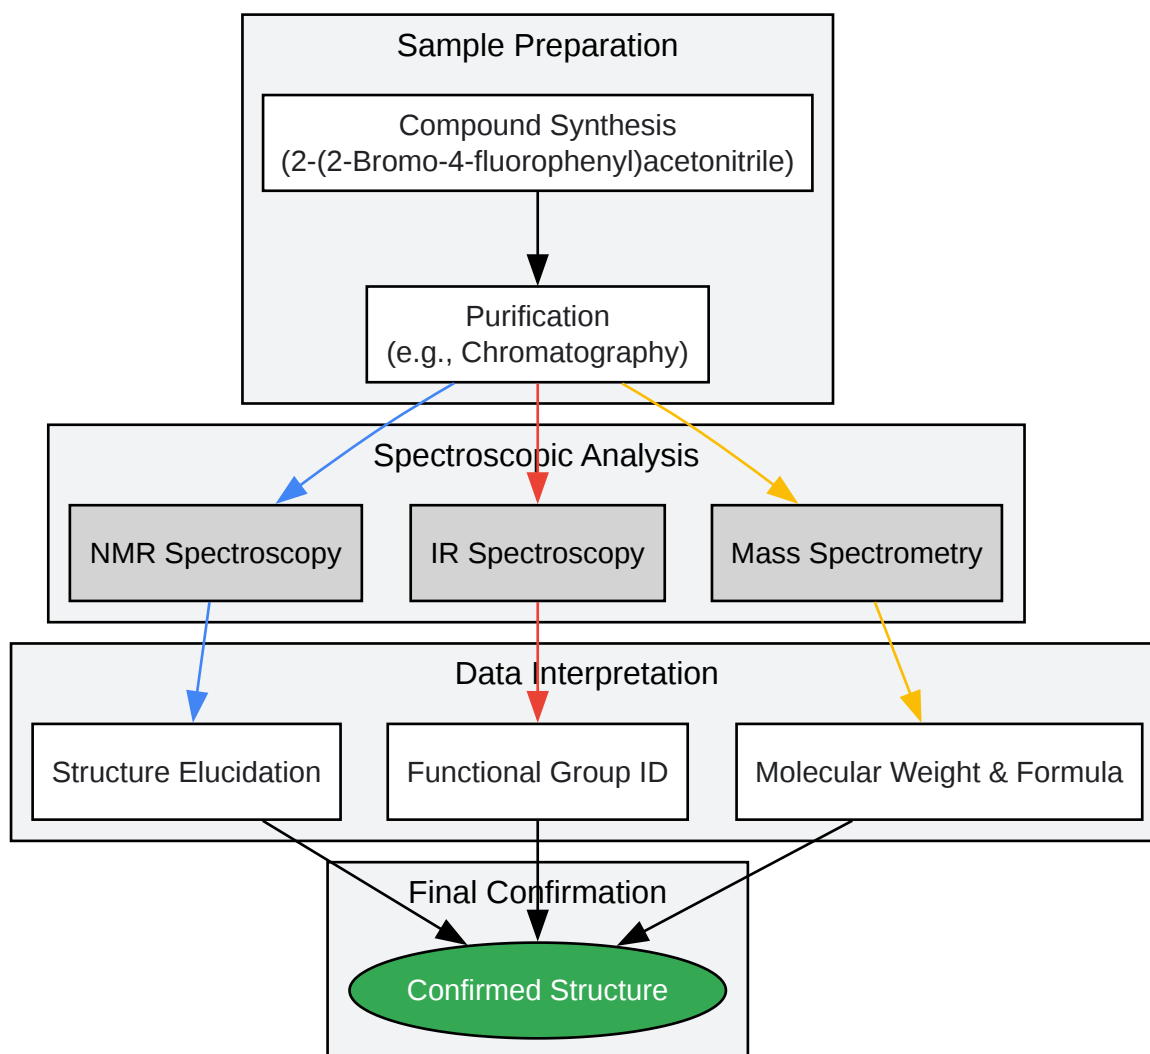 Sample Preparation
Compound Synthesis
(2-(2-Bromo-4-fluorophenyl)acetonitrile)
Purification
(e.g., Chromatography)
Spectroscopic Analysis
NMR Spectroscopy
IR Spectroscopy
Mass Spectrometry
Data Interpretation
Structure Elucidation
Functional Group ID
Molecular Weight & Formula
Final Confirmation
Confirmed Structure